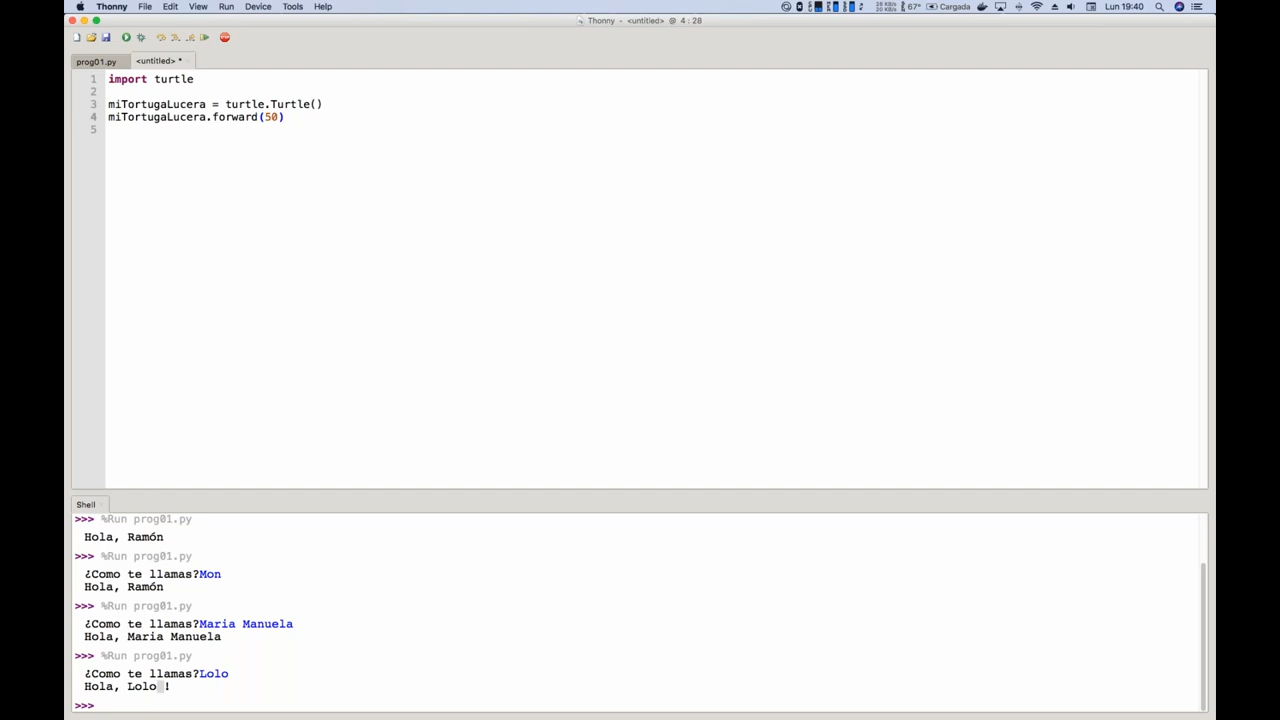 Thonny File Edit View Run Device Tools Help 67° Cargada Lun 19:40
Thonny - <untitled> @ 4 : 28
prog01.py <untitled> *
1 import turtle
2
3 miTortugaLucera = turtle.Turtle()
4 miTortugaLucera.forward(50)
5
Shell
>>> %Run prog01.py
Hola, Ramón
>>> %Run prog01.py
¿Como te llamas?Mon
Hola, Ramón
>>> %Run prog01.py
¿Como te llamas?Maria Manuela
Hola, Maria Manuela
>>> %Run prog01.py
¿Como te llamas?Lolo
Hola, Lolo !
>>>